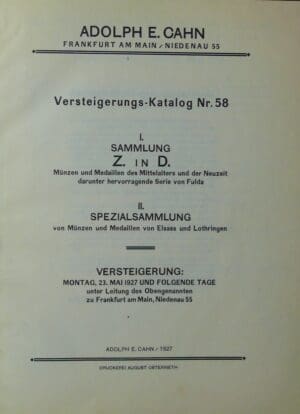 ADOLPH E. CAHN
FRANKFURT AM MAIN / NIEDENAU 55
Versteigerungs-Katalog Nr. 58
I.
SAMMLUNG
Z. IN D.
Münzen und Medaillen des Mittelalters und der Neuzeit
darunter hervorragende Serie von Fulda
II.
SPEZIALSAMMLUNG
von Münzen und Medaillen von Elsass und Lothringen
VERSTEIGERUNG:
MONTAG, 23. MAI 1927 UND FOLGENDE TAGE
unter Leitung des Obengenannten
zu Frankfurt am Main, Niedenau 55
ADOLPH E. CAHN / 1927
DRUCKEREI AUGUST OSTERRIETH